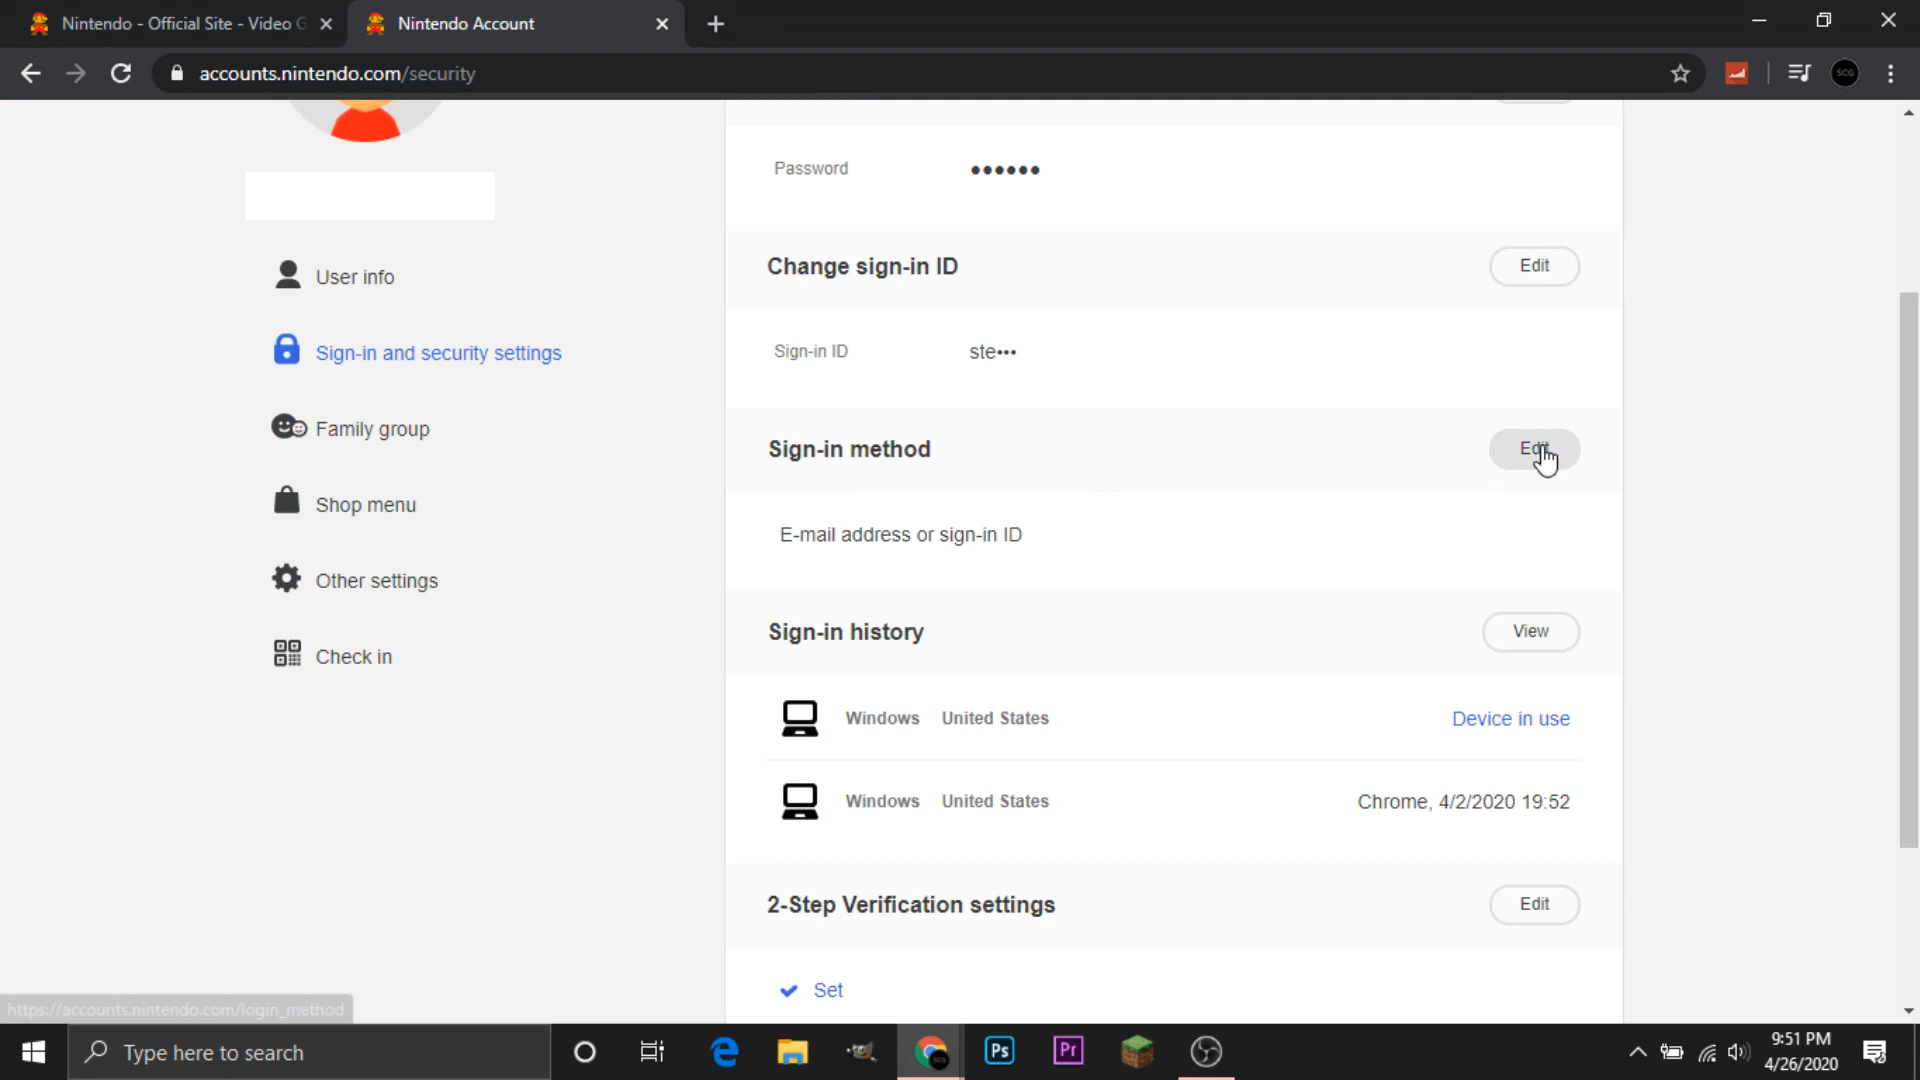 Nintendo - Official Site - Video G
Nintendo Account
accounts.nintendo.com/security
SCG
Password
••••••
User info
Change sign-in ID
Edit
Sign-in and security settings
Sign-in ID
ste•••
Family group
Sign-in method
Edit
Shop menu
E-mail address or sign-in ID
Other settings
Sign-in history
View
Check in
Windows United States
Device in use
Windows United States
Chrome, 4/2/2020 19:52
2-Step Verification settings
Edit
Set
https://accounts.nintendo.com/login_method
Type here to search
SCG
Ps
Pr
9:51 PM
4/26/2020